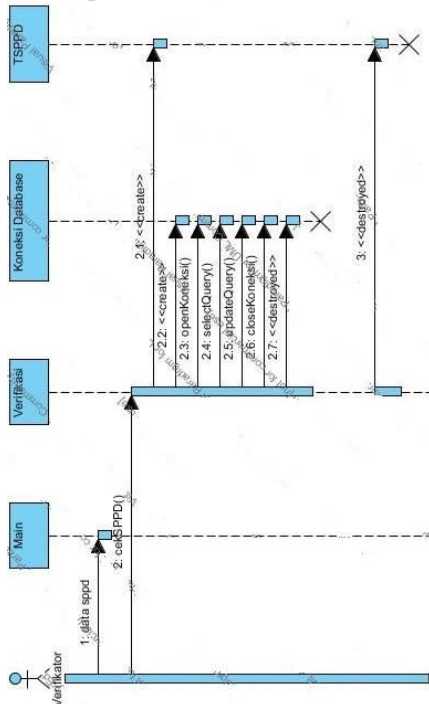 Verifikator
Main
Verifikasi
Koneksi Database
TSPPD
1: data sppd
2: cekSPPD()
2.1: <<create>>
2.2: <<create>>
2.3: openKoneksi()
2.4: selectQuery()
2.5: updateQuery()
2.6: closeKoneksi()
2.7: <<destroyed>>
3: <<destroyed>>